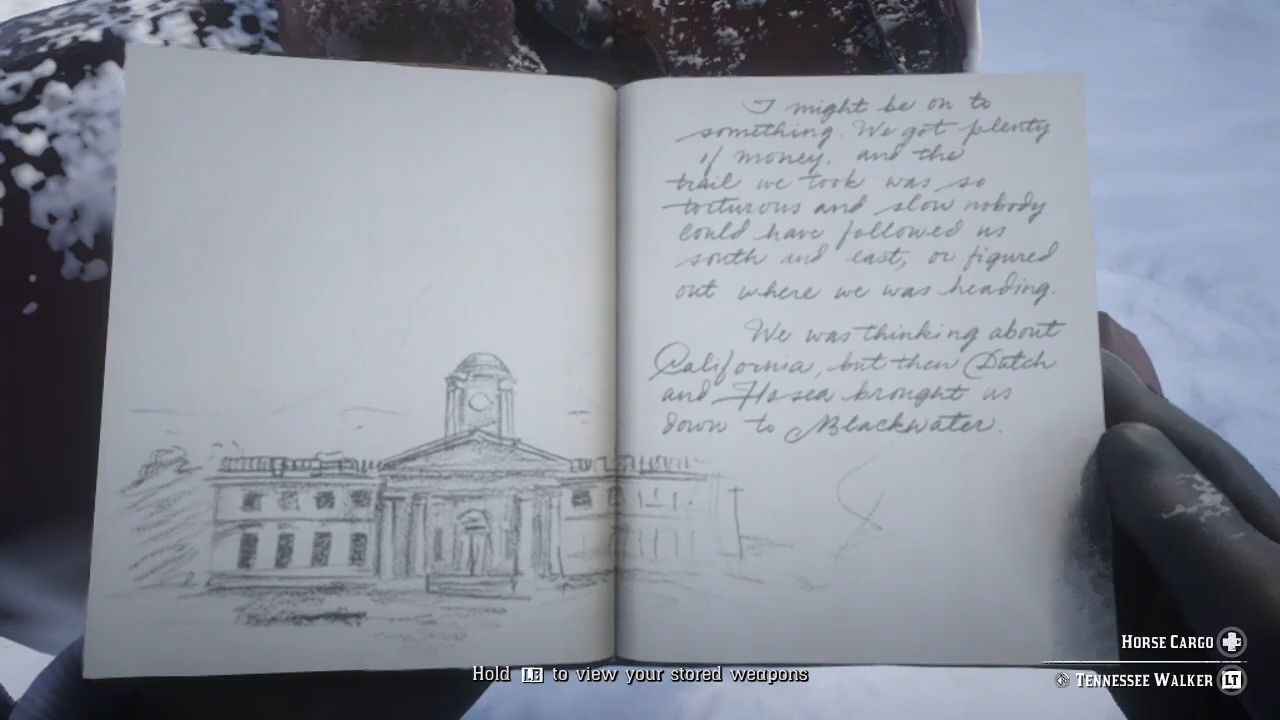 I might be on to
something. We got plenty
of money. and the
trail we took was so
torturous and slow nobody
could have followed us
south and east, or figured
out where we was heading.
We was thinking about
California, but then Dutch
and Hosea brought us
down to Blackwater.
Hold LB to view your stored weapons
Horse Cargo
Tennessee Walker LT